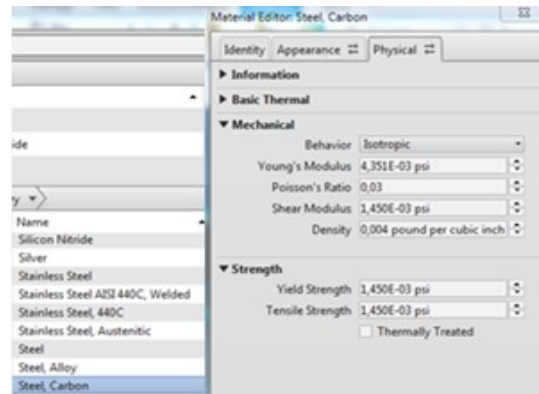 Material Editor: Steel, Carbon
Identity Appearance Physical
Information
Basic Thermal
Mechanical
Behavior Isotropic
Young's Modulus 4,351E-03 psi
Poisson's Ratio 0,03
Shear Modulus 1,450E-03 psi
Density 0,004 pound per cubic inch
Strength
Yield Strength 1,450E-03 psi
Tensile Strength 1,450E-03 psi
Thermally Treated
ide
y
Name
Silicon Nitride
Silver
Stainless Steel
Stainless Steel AISI 440C, Welded
Stainless Steel, 440C
Stainless Steel, Austenitic
Steel
Steel, Alloy
Steel, Carbon